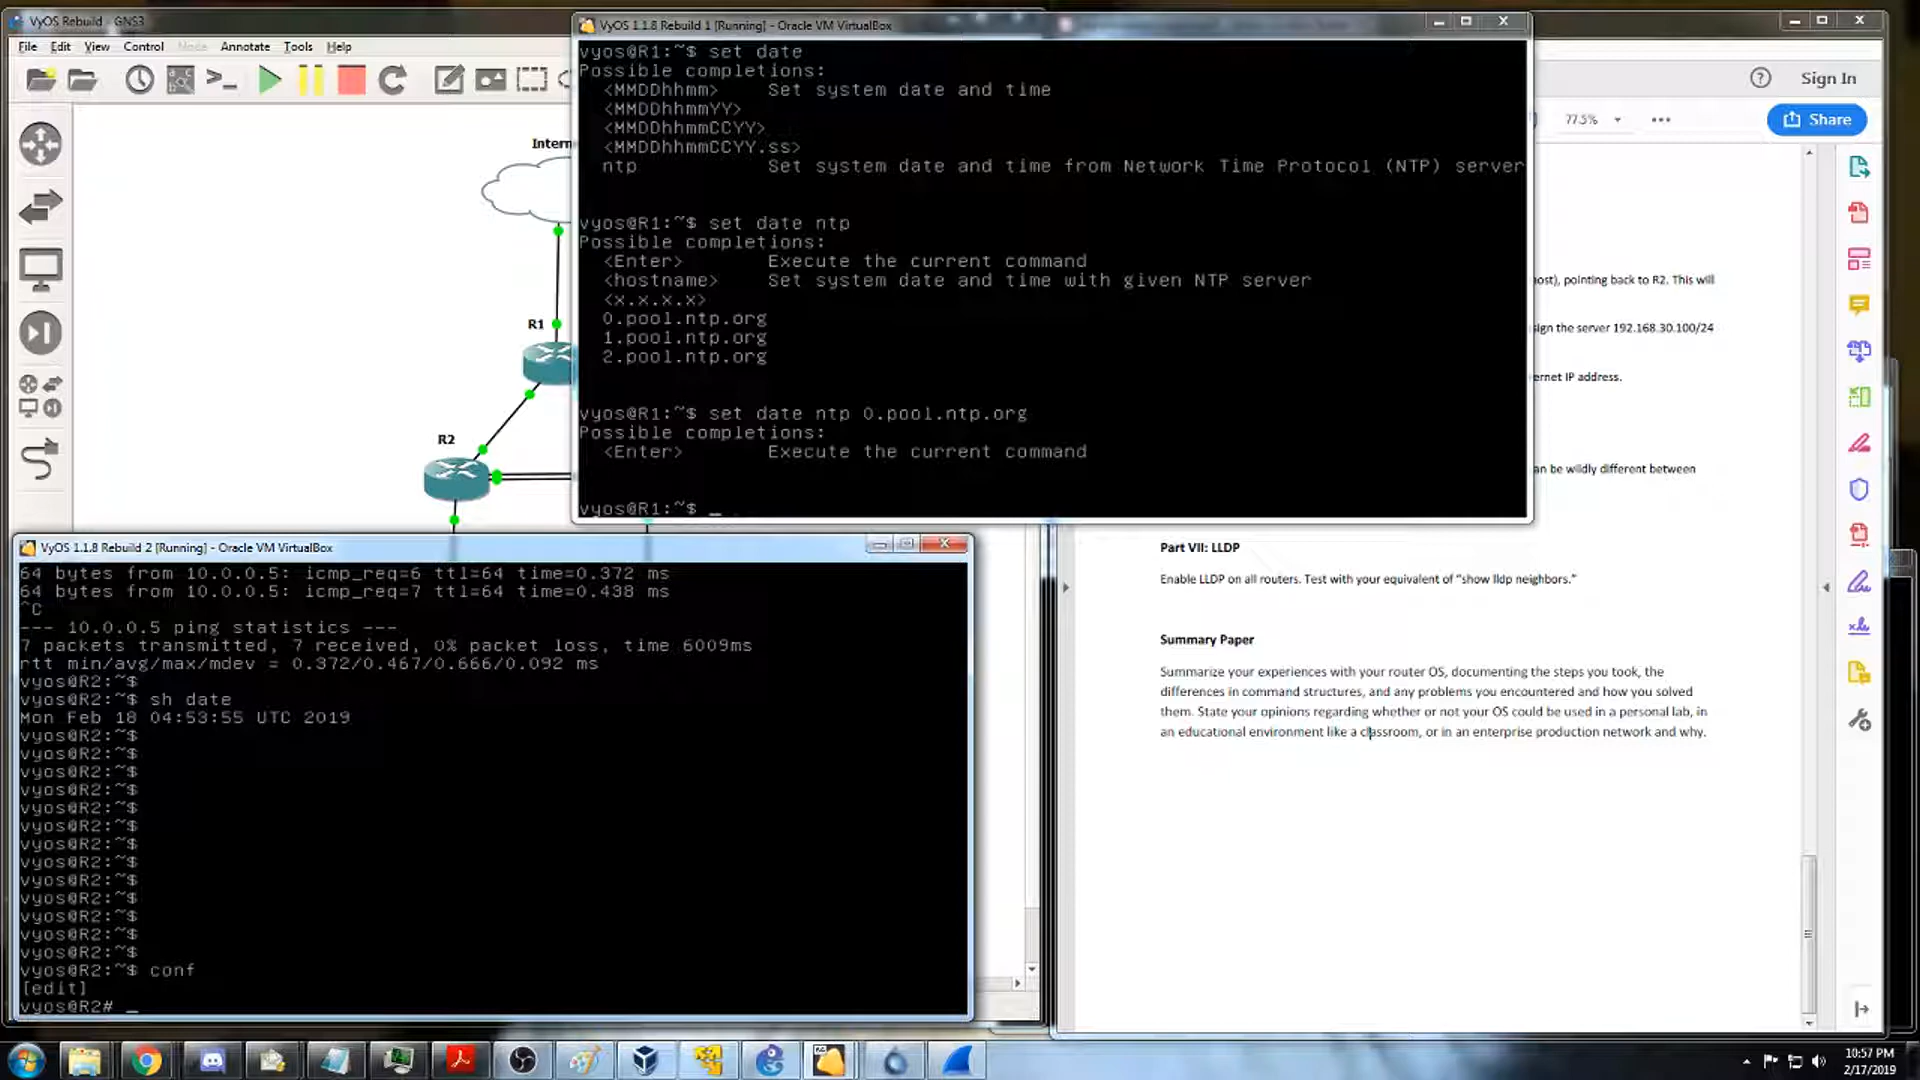 VyOS Rebuild - GNS3
File Edit View Control Node Annotate Tools Help
Intern
R1
R2
VyOS 1.1.8 Rebuild 1 [Running] - Oracle VM VirtualBox
vyos@R1:~$ set date
Possible completions:
<MMDDhhmm> Set system date and time
<MMDDhhmmYY>
<MMDDhhmmCCYY>
<MMDDhhmmCCYY.ss>
ntp Set system date and time from Network Time Protocol (NTP) server
vyos@R1:~$ set date ntp
Possible completions:
<Enter> Execute the current command
<hostname> Set system date and time with given NTP server
<x.x.x.x>
0.pool.ntp.org
1.pool.ntp.org
2.pool.ntp.org
vyos@R1:~$ set date ntp 0.pool.ntp.org
Possible completions:
<Enter> Execute the current command
vyos@R1:~$ _
VyOS 1.1.8 Rebuild 2 [Running] - Oracle VM VirtualBox
64 bytes from 10.0.0.5: icmp_req=6 ttl=64 time=0.372 ms
64 bytes from 10.0.0.5: icmp_req=7 ttl=64 time=0.438 ms
^C
--- 10.0.0.5 ping statistics ---
7 packets transmitted, 7 received, 0% packet loss, time 6009ms
rtt min/avg/max/mdev = 0.372/0.467/0.666/0.092 ms
vyos@R2:~$
vyos@R2:~$ sh date
Mon Feb 18 04:53:55 UTC 2019
vyos@R2:~$
vyos@R2:~$
vyos@R2:~$
vyos@R2:~$
vyos@R2:~$
vyos@R2:~$
vyos@R2:~$
vyos@R2:~$
vyos@R2:~$
vyos@R2:~$
vyos@R2:~$
vyos@R2:~$
vyos@R2:~$
vyos@R2:~$ conf
[edit]
vyos@R2# _
Sign In
77.5%
Share
ost), pointing back to R2. This will
sign the server 192.168.30.100/24
ernet IP address.
an be wildly different between
Part VII: LLDP
Enable LLDP on all routers. Test with your equivalent of “show lldp neighbors.”
Summary Paper
Summarize your experiences with your router OS, documenting the steps you took, the
differences in command structures, and any problems you encountered and how you solved
them. State your opinions regarding whether or not your OS could be used in a personal lab, in
an educational environment like a classroom, or in an enterprise production network and why.
10:57 PM
2/17/2019